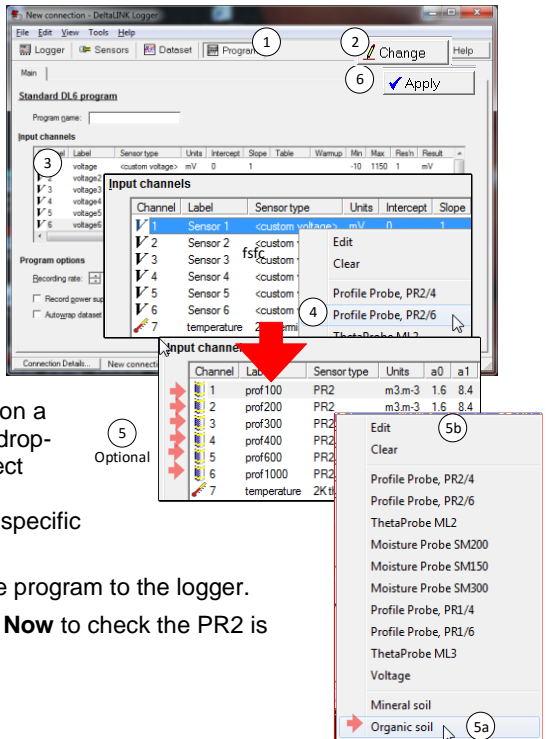 New connection - DeltaLINK Logger
File Edit View Tools Help
Logger Sensors Dataset 1
2 Change Help
6 Apply
Main
Standard DL6 program
Program name:
Input channels
Label Sensor type Units Intercept Slope Table Warmup Min Max Res'n Result
3 voltage <custom voltage> mV 0 1 -10 1150 1 mV
voltage2
V 3 voltage3
V 4 voltage4
V 5 voltage5
V 6 voltage6
Program options
Recording rate:
Record power sup
Autowrap dataset
Connection Details... New connecti
Input channels
Channel Label Sensor type Units Intercept Slope
V 1 Sensor 1 <custom voltage> mV 0 1
V 2 Sensor 2 <custom
V 3 Sensor 3 <custom
fsfc
V 4 Sensor 4 <custom
V 5 Sensor 5 <custom
V 6 Sensor 6 <custom
7 temperature
Edit
Clear
Profile Probe, PR2/4
4 Profile Probe, PR2/6
ThetaProbe ML2
Channel Sensor type Units a0 a1
1 prof100 PR2 m3.m-3 1.6 8.4
2 prof200 PR2 m3.m-3 1.6 8.4
3 prof300 PR2
4 prof400 PR2
5 prof600 PR2
6 prof1000 PR2
7 temperature 2K th
5
Optional
on a
drop-
ect
specific
e program to the logger.
Now to check the PR2 is
Edit 5b
Clear
Profile Probe, PR2/4
Profile Probe, PR2/6
ThetaProbe ML2
Moisture Probe SM200
Moisture Probe SM150
Moisture Probe SM300
Profile Probe, PR1/4
Profile Probe, PR1/6
ThetaProbe ML3
Voltage
Mineral soil
Organic soil 5a